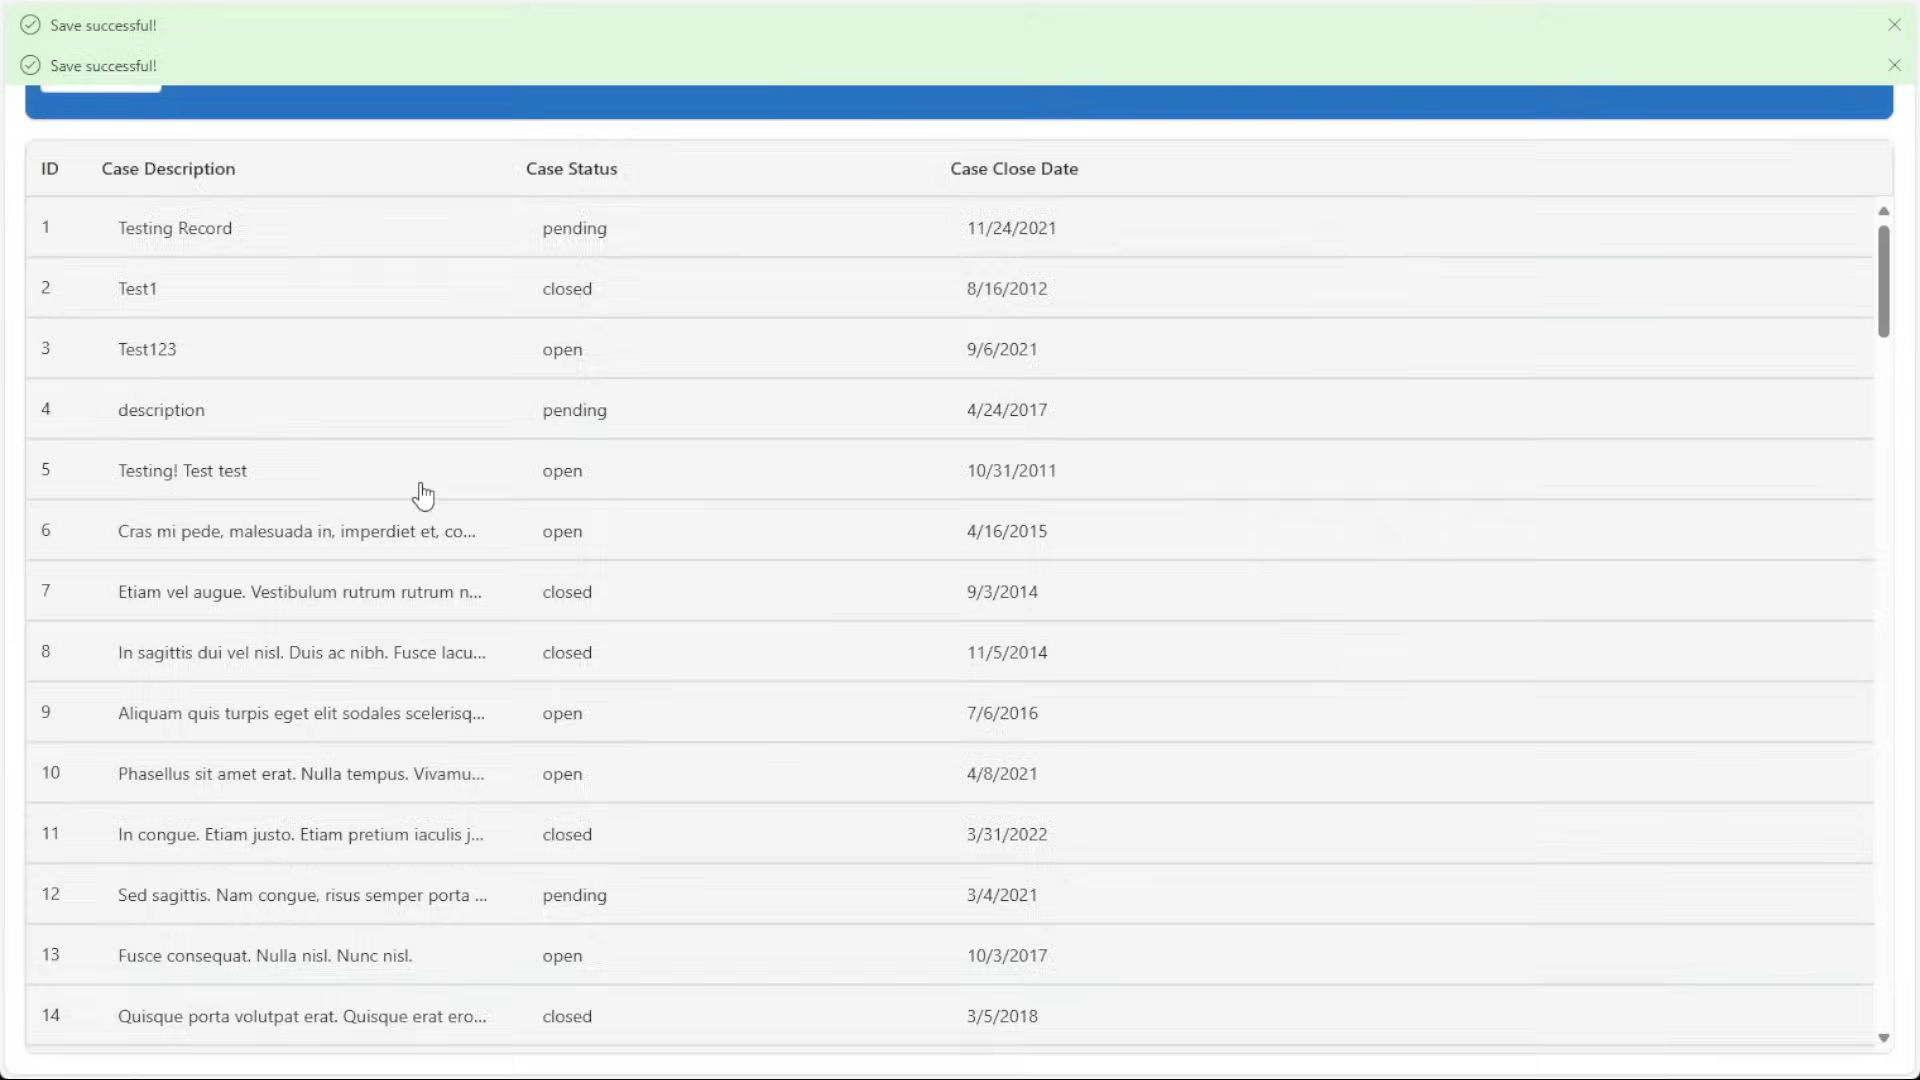 Save successful!
Save successful!
ID Case Description Case Status Case Close Date
1 Testing Record pending 11/24/2021
2 Test1 closed 8/16/2012
3 Test123 open 9/6/2021
4 description pending 4/24/2017
5 Testing! Test test open 10/31/2011
6 Cras mi pede, malesuada in, imperdiet et, co... open 4/16/2015
7 Etiam vel augue. Vestibulum rutrum rutrum n... closed 9/3/2014
8 In sagittis dui vel nisl. Duis ac nibh. Fusce lacu... closed 11/5/2014
9 Aliquam quis turpis eget elit sodales scelerisq... open 7/6/2016
10 Phasellus sit amet erat. Nulla tempus. Vivamu... open 4/8/2021
11 In congue. Etiam justo. Etiam pretium iaculis j... closed 3/31/2022
12 Sed sagittis. Nam congue, risus semper porta ... pending 3/4/2021
13 Fusce consequat. Nulla nisl. Nunc nisl. open 10/3/2017
14 Quisque porta volutpat erat. Quisque erat ero... closed 3/5/2018